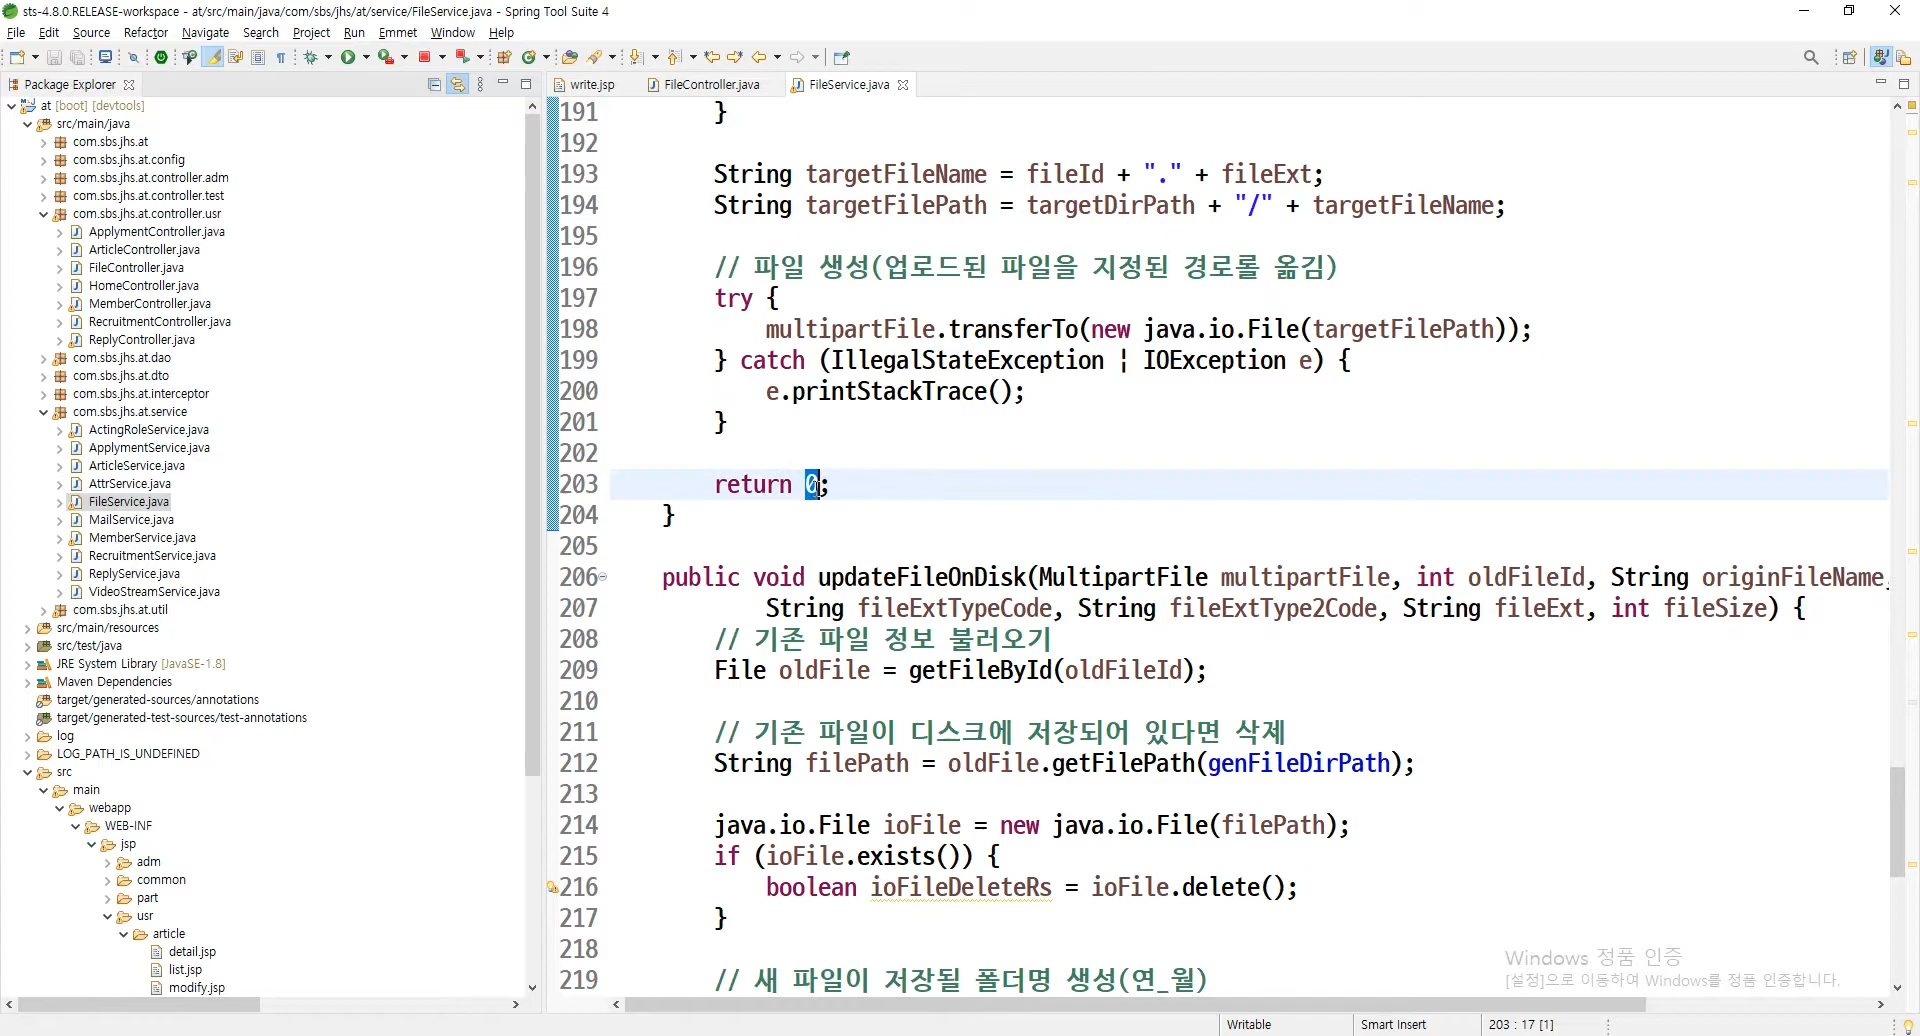 sts-4.8.0.RELEASE-workspace - at/src/main/java/com/sbs/jhs/at/service/FileService.java - Spring Tool Suite 4
File Edit Source Refactor Navigate Search Project Run Emmet Window Help
Package Explorer
write.jsp FileController.java FileService.java
at [boot] [devtools]
src/main/java
com.sbs.jhs.at
com.sbs.jhs.at.config
com.sbs.jhs.at.controller.adm
com.sbs.jhs.at.controller.test
com.sbs.jhs.at.controller.usr
ApplymentController.java
ArticleController.java
FileController.java
HomeController.java
MemberController.java
RecruitmentController.java
ReplyController.java
com.sbs.jhs.at.dao
com.sbs.jhs.at.dto
com.sbs.jhs.at.interceptor
com.sbs.jhs.at.service
ActingRoleService.java
ApplymentService.java
ArticleService.java
AttrService.java
FileService.java
MailService.java
MemberService.java
RecruitmentService.java
ReplyService.java
VideoStreamService.java
com.sbs.jhs.at.util
src/main/resources
src/test/java
JRE System Library [JavaSE-1.8]
Maven Dependencies
target/generated-sources/annotations
target/generated-test-sources/test-annotations
log
LOG_PATH_IS_UNDEFINED
src
main
webapp
WEB-INF
jsp
adm
common
part
usr
article
detail.jsp
list.jsp
modify.jsp
191 }
192
193 String targetFileName = fileId + "." + fileExt;
194 String targetFilePath = targetDirPath + "/" + targetFileName;
195
196 // 파일 생성(업로드된 파일을 지정된 경로롤 옮김)
197 try {
198 multipartFile.transferTo(new java.io.File(targetFilePath));
199 } catch (IllegalStateException | IOException e) {
200 e.printStackTrace();
201 }
202
203 return 0;
204 }
205
206 public void updateFileOnDisk(MultipartFile multipartFile, int oldFileId, String originFileName,
207 String fileExtTypeCode, String fileExtType2Code, String fileExt, int fileSize) {
208 // 기존 파일 정보 불러오기
209 File oldFile = getFileById(oldFileId);
210
211 // 기존 파일이 디스크에 저장되어 있다면 삭제
212 String filePath = oldFile.getFilePath(genFileDirPath);
213
214 java.io.File ioFile = new java.io.File(filePath);
215 if (ioFile.exists()) {
216 boolean ioFileDeleteRs = ioFile.delete();
217 }
218
219 // 새 파일이 저장될 폴더명 생성(연_월)
Windows 정품 인증
[설정]으로 이동하여 Windows를 정품 인증합니다.
Writable Smart Insert 203 : 17 [1]